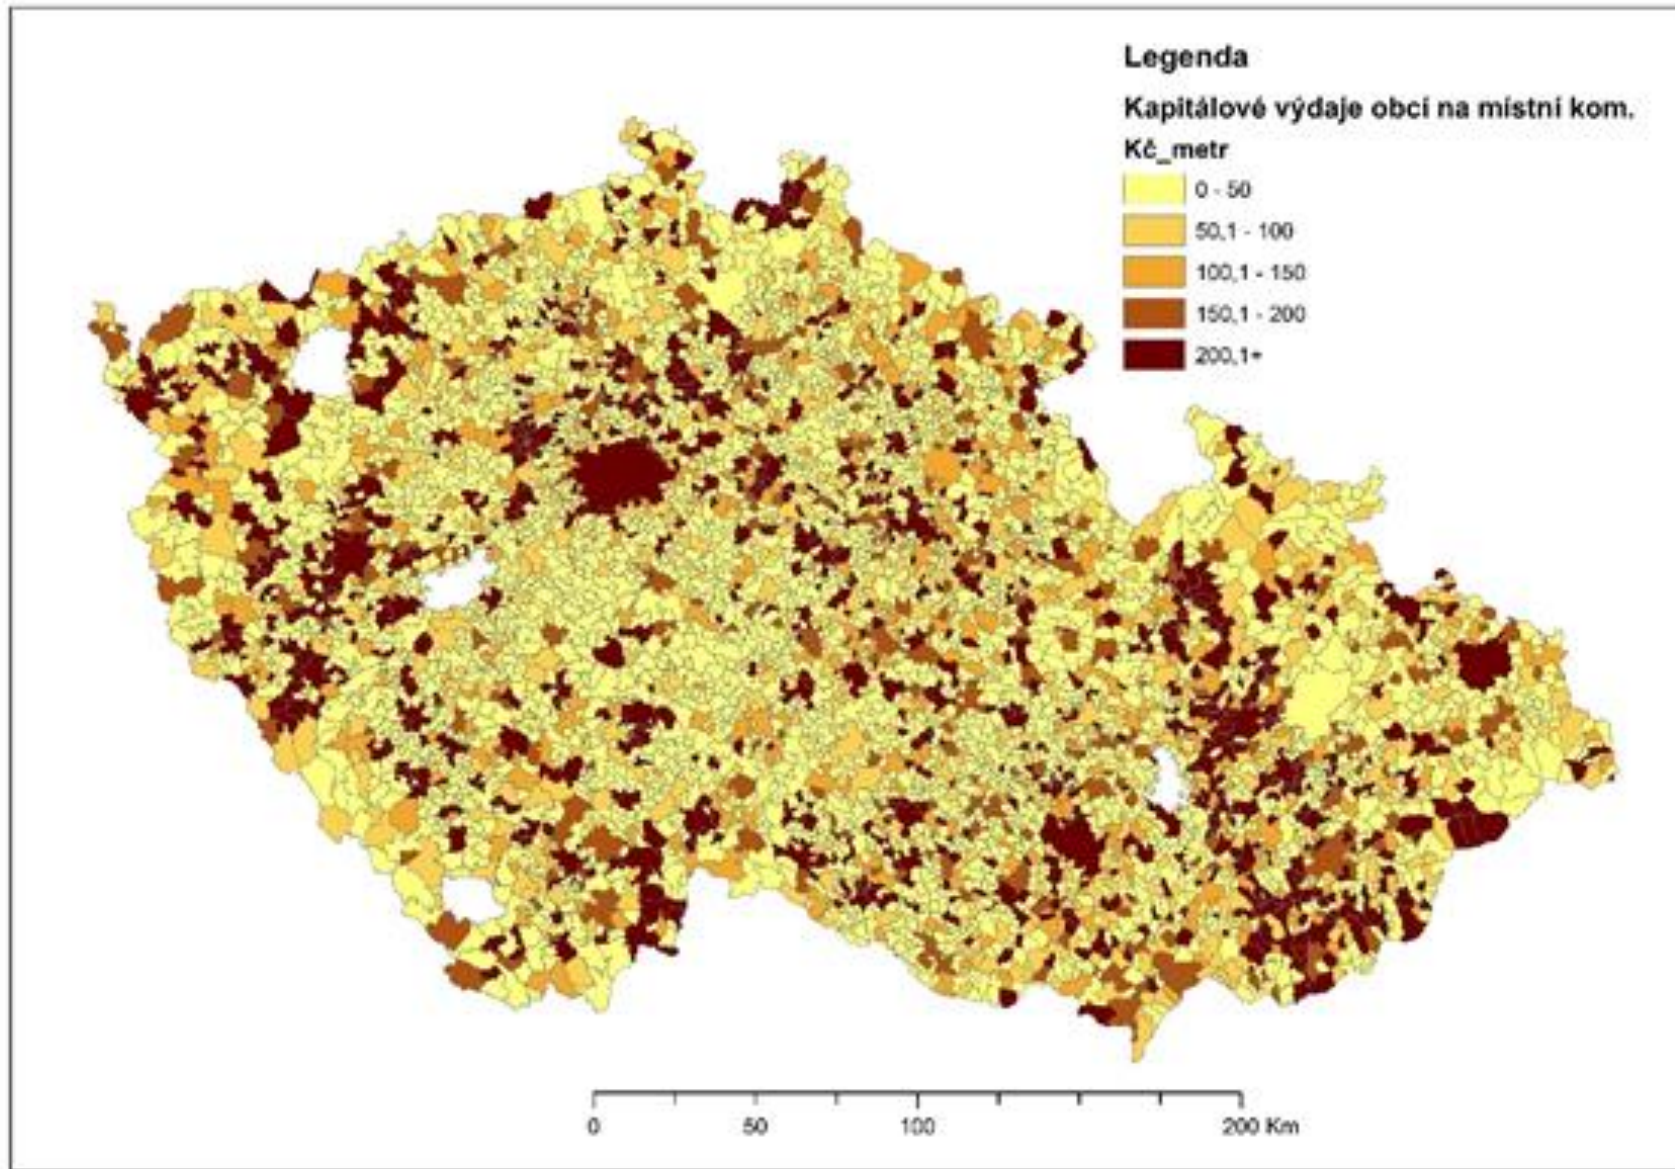 Legenda
Kapitálové výdaje obcí na místní kom.
Kč_metr
0 - 50
50,1 - 100
100,1 - 150
150,1 - 200
200,1+
0 50 100 200 Km